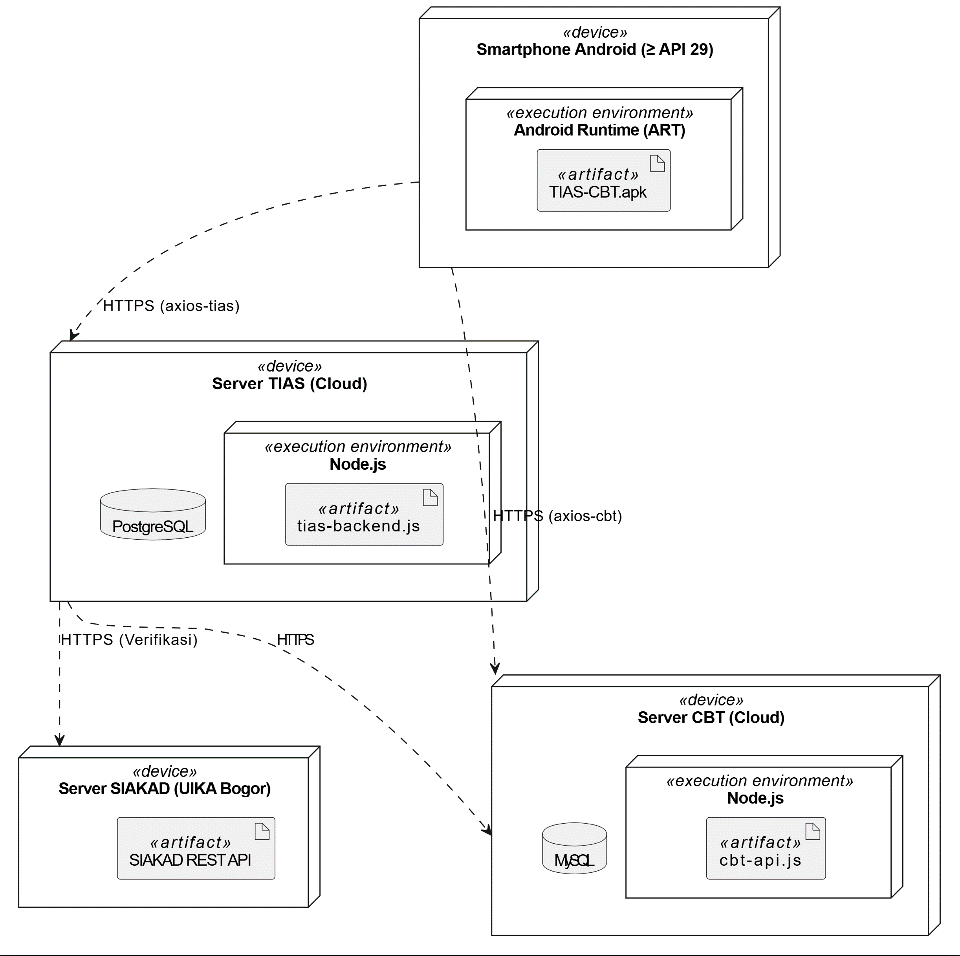 «device»
Smartphone Android (≥ API 29)
«execution environment»
Android Runtime (ART)
«artifact»
TIAS-CBT.apk
HTTPS (axios-tias)
«device»
Server TIAS (Cloud)
«execution environment»
Node.js
«artifact»
tias-backend.js
PostgreSQL
HTTPS (axios-cbt)
HTTPS (Verifikasi)
HTTPS
«device»
Server CBT (Cloud)
«execution environment»
Node.js
«artifact»
cbt-api.js
MySQL
«device»
Server SIAKAD (UIKA Bogor)
«artifact»
SIAKAD REST API